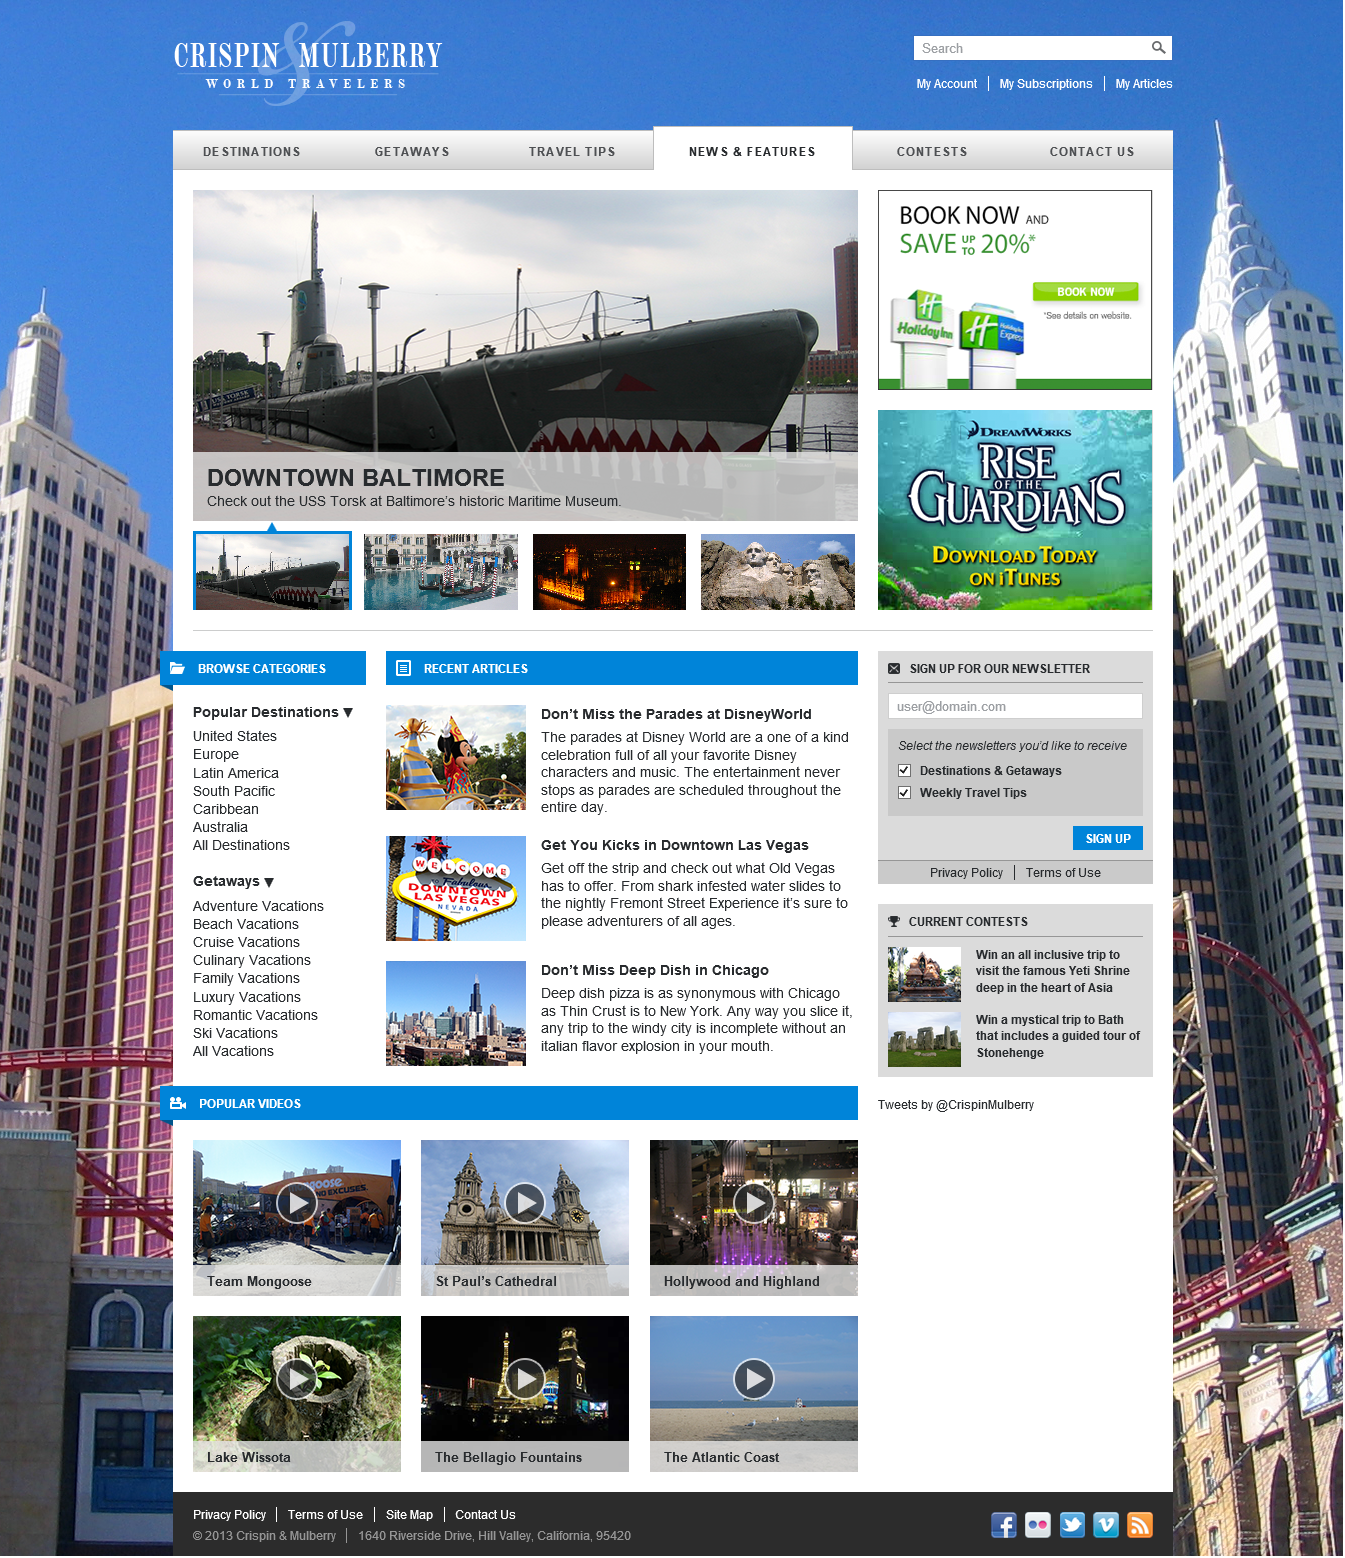 CRISPIN & MULBERRY
WORLD TRAVELERS
Search
My Account
My Subscriptions
My Articles
DESTINATIONS
GETAWAYS
TRAVEL TIPS
NEWS & FEATURES
CONTESTS
CONTACT US
DOWNTOWN BALTIMORE
Check out the USS Torsk at Baltimore's historic Maritime Museum.
BOOK NOW AND
SAVE UP TO 20%*
BOOK NOW
*See details on website.
Holiday Inn
Holiday Inn
Express
DREAMWORKS
RISE
OF THE
GUARDIANS
DOWNLOAD TODAY
ON iTUNES
BROWSE CATEGORIES
Popular Destinations ▼
United States
Europe
Latin America
South Pacific
Caribbean
Australia
All Destinations
Getaways ▼
Adventure Vacations
Beach Vacations
Cruise Vacations
Culinary Vacations
Family Vacations
Luxury Vacations
Romantic Vacations
Ski Vacations
All Vacations
RECENT ARTICLES
Don't Miss the Parades at DisneyWorld
The parades at Disney World are a one of a kind
celebration full of all your favorite Disney
characters and music. The entertainment never
stops as parades are scheduled throughout the
entire day.
WELCOME
to Fabulous
DOWNTOWN
LAS VEGAS
NEVADA
Get You Kicks in Downtown Las Vegas
Get off the strip and check out what Old Vegas
has to offer. From shark infested water slides to
the nightly Fremont Street Experience it's sure to
please adventurers of all ages.
Don't Miss Deep Dish in Chicago
Deep dish pizza is as synonymous with Chicago
as Thin Crust is to New York. Any way you slice it,
any trip to the windy city is incomplete without an
italian flavor explosion in your mouth.
SIGN UP FOR OUR NEWSLETTER
user@domain.com
Select the newsletters you'd like to receive
Destinations & Getaways
Weekly Travel Tips
SIGN UP
Privacy Policy
Terms of Use
CURRENT CONTESTS
Win an all inclusive trip to
visit the famous Yeti Shrine
deep in the heart of Asia
Win a mystical trip to Bath
that includes a guided tour of
Stonehenge
Tweets by @CrispinMulberry
POPULAR VIDEOS
NO EXCUSES.
Team Mongoose
St Paul's Cathedral
Hollywood and Highland
Lake Wissota
The Bellagio Fountains
The Atlantic Coast
Privacy Policy
Terms of Use
Site Map
Contact Us
© 2013 Crispin & Mulberry
1640 Riverside Drive, Hill Valley, California, 95420